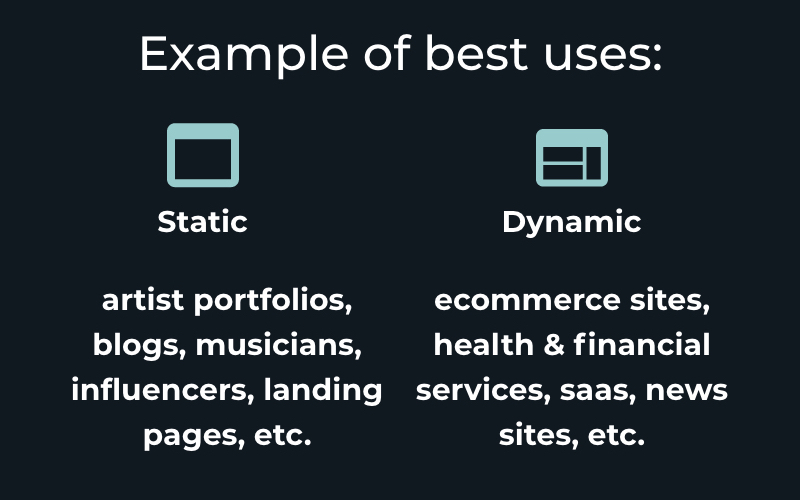 Example of best uses:
Static
artist portfolios,
blogs, musicians,
influencers, landing
pages, etc.
Dynamic
ecommerce sites,
health & financial
services, saas, news
sites, etc.